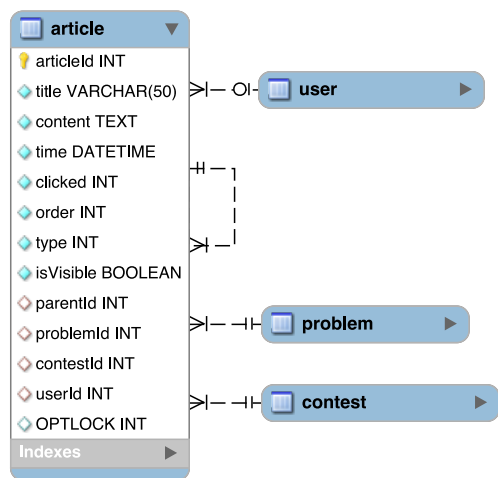 article
articleId INT
title VARCHAR(50)
content TEXT
time DATETIME
clicked INT
order INT
type INT
isVisible BOOLEAN
parentId INT
problemId INT
contestId INT
userId INT
OPTLOCK INT
Indexes
user
problem
contest